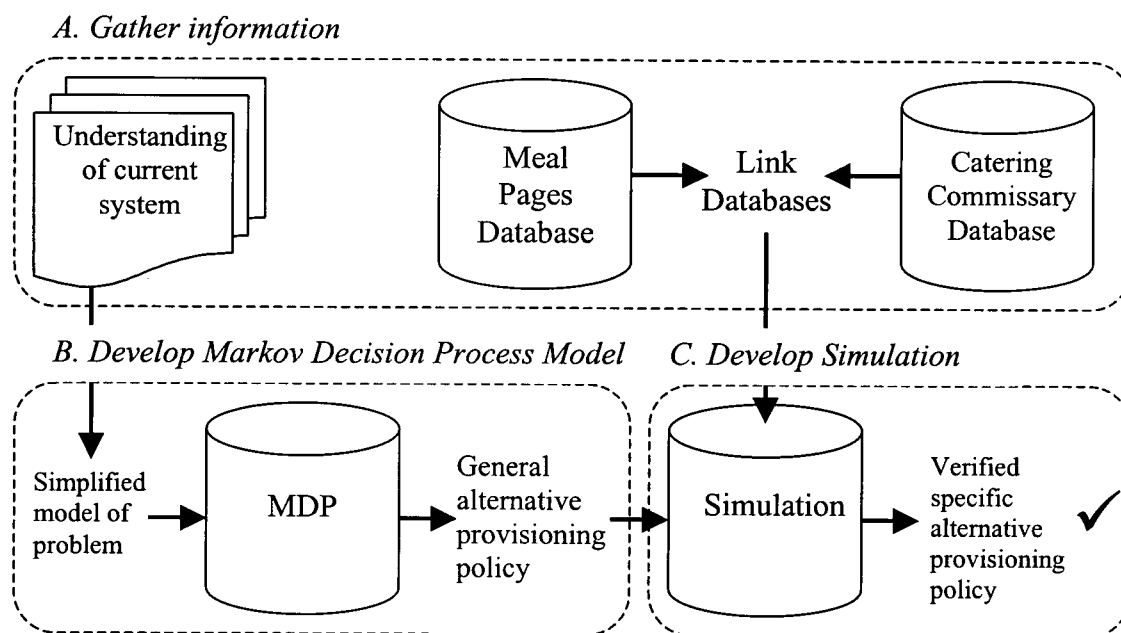 A. Gather information
Understanding
of current
system
Meal
Pages
Database
Link
Databases
Catering
Commissary
Database
B. Develop Markov Decision Process Model
C. Develop Simulation
Simplified
model of
problem
MDP
General
alternative
provisioning
policy
Simulation
Verified
specific
alternative
provisioning
policy